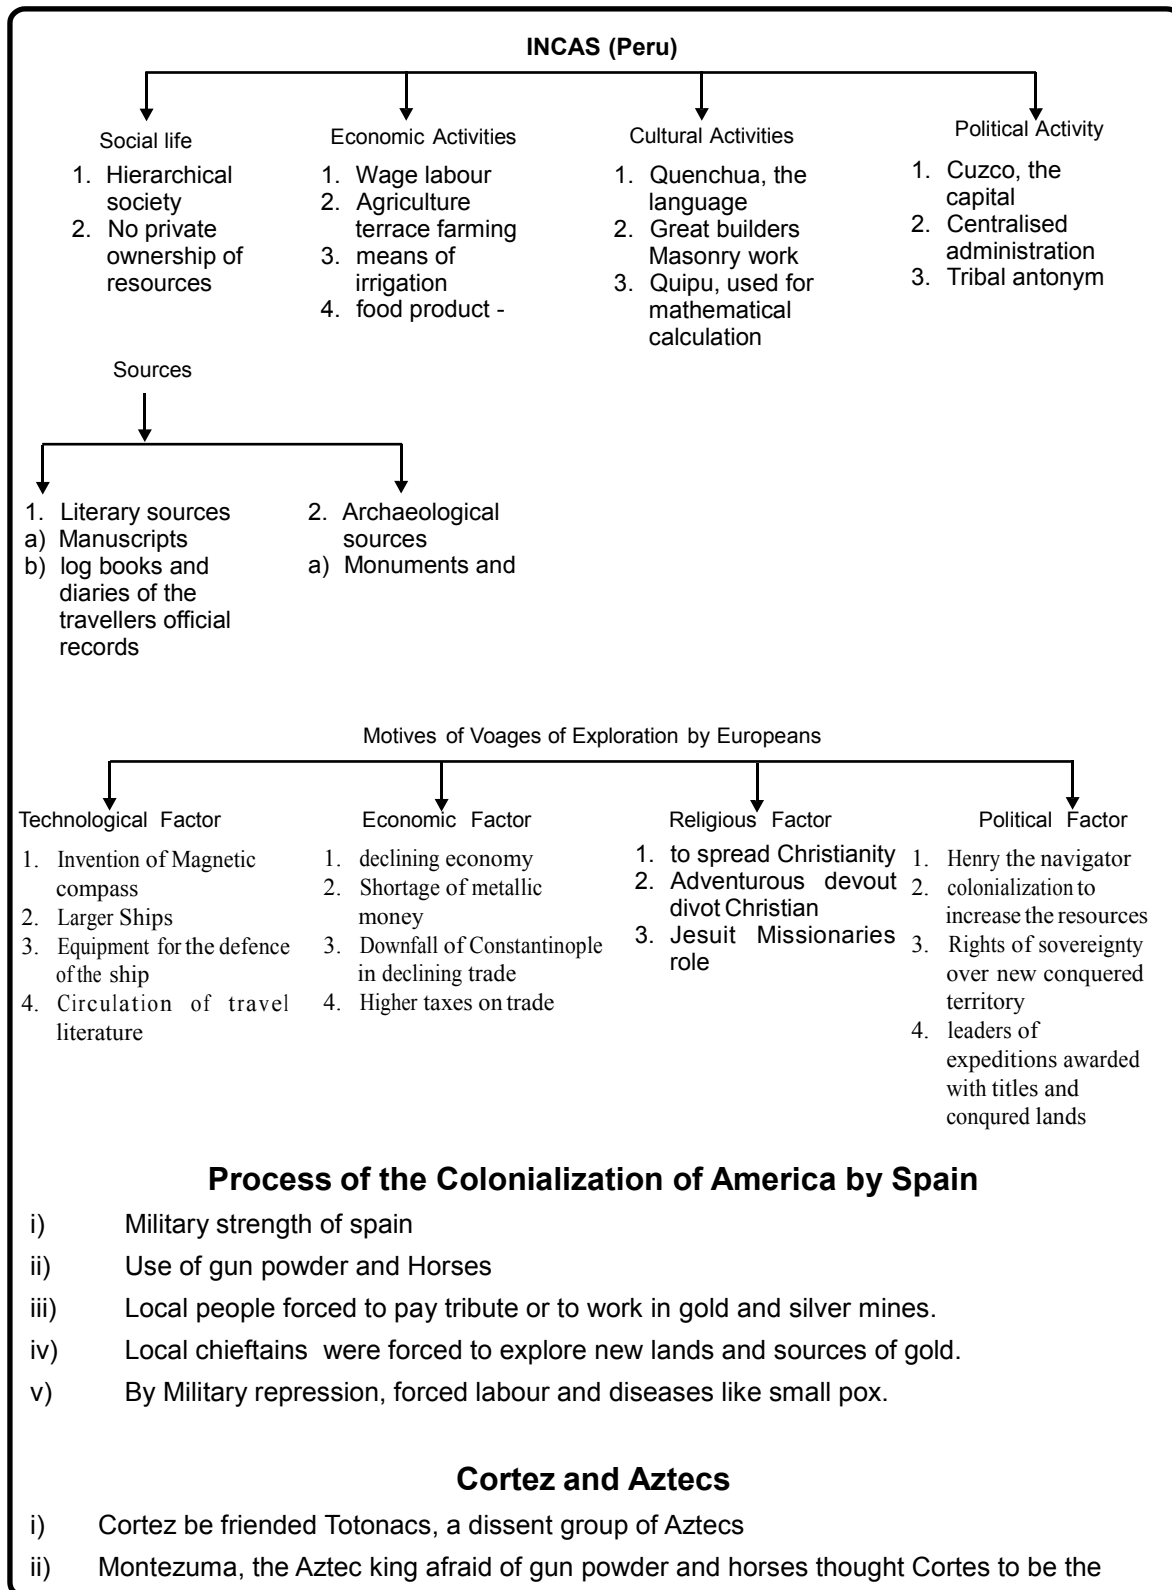 INCAS (Peru)
Social life
1. Hierarchical
society
2. No private
ownership of
resources
Economic Activities
1. Wage labour
2. Agriculture
terrace farming
3. means of
irrigation
4. food product -
Cultural Activities
1. Quenchua, the
language
2. Great builders
Masonry work
3. Quipu, used for
mathematical
calculation
Political Activity
1. Cuzco, the
capital
2. Centralised
administration
3. Tribal antonym
Sources
1. Literary sources
a) Manuscripts
b) log books and
diaries of the
travellers official
records
2. Archaeological
sources
a) Monuments and
Motives of Voages of Exploration by Europeans
Technological Factor
1. Invention of Magnetic
compass
2. Larger Ships
3. Equipment for the defence
of the ship
4. Circulation of travel
literature
Economic Factor
1. declining economy
2. Shortage of metallic
money
3. Downfall of Constantinople
in declining trade
4. Higher taxes on trade
Religious Factor
1. to spread Christianity
2. Adventurous devout
divot Christian
3. Jesuit Missionaries
role
Political Factor
1. Henry the navigator
2. colonialization to
increase the resources
3. Rights of sovereignty
over new conquered
territory
4. leaders of
expeditions awarded
with titles and
conqured lands
Process of the Colonialization of America by Spain
i) Military strength of spain
ii) Use of gun powder and Horses
iii) Local people forced to pay tribute or to work in gold and silver mines.
iv) Local chieftains were forced to explore new lands and sources of gold.
v) By Military repression, forced labour and diseases like small pox.
Cortez and Aztecs
i) Cortez be friended Totonacs, a dissent group of Aztecs
ii) Montezuma, the Aztec king afraid of gun powder and horses thought Cortes to be the